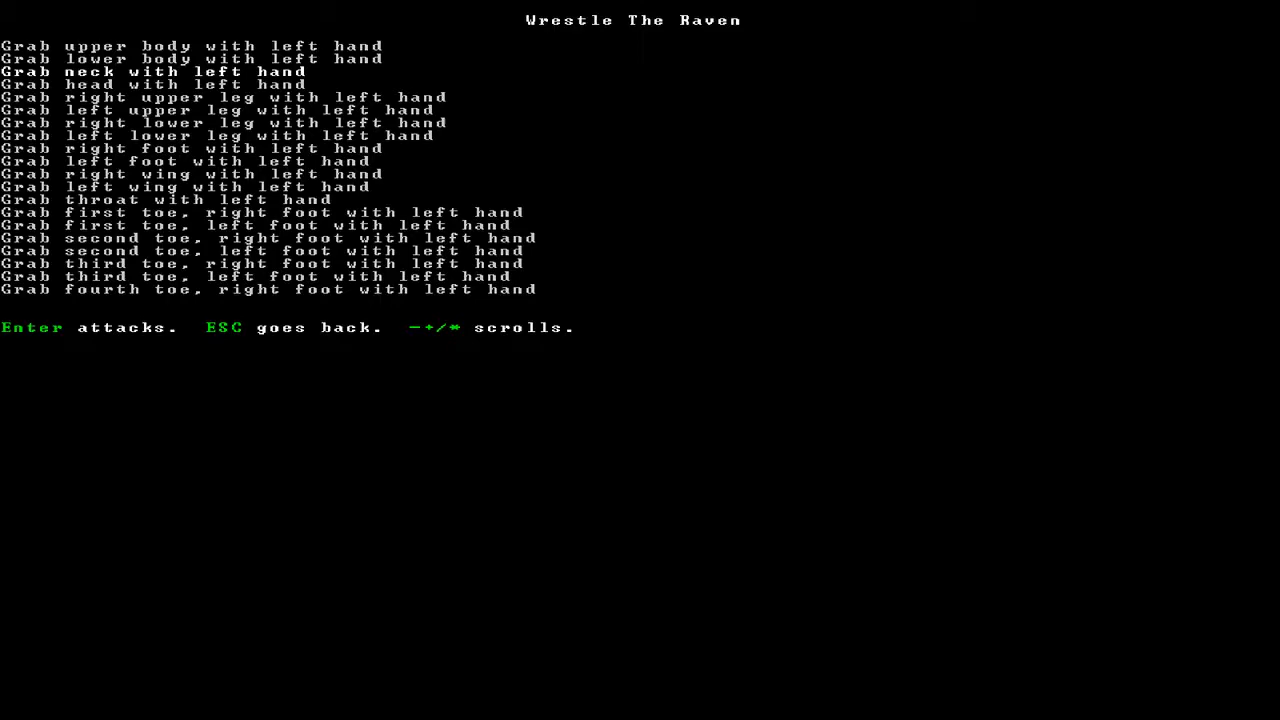 Wrestle The Raven
Grab upper body with left hand
Grab lower body with left hand
Grab neck with left hand
Grab head with left hand
Grab right upper leg with left hand
Grab left upper leg with left hand
Grab right lower leg with left hand
Grab left lower leg with left hand
Grab right foot with left hand
Grab left foot with left hand
Grab right wing with left hand
Grab left wing with left hand
Grab throat with left hand
Grab first toe, right foot with left hand
Grab first toe, left foot with left hand
Grab second toe, right foot with left hand
Grab second toe, left foot with left hand
Grab third toe, right foot with left hand
Grab third toe, left foot with left hand
Grab fourth toe, right foot with left hand
Enter attacks. ESC goes back. -+/* scrolls.